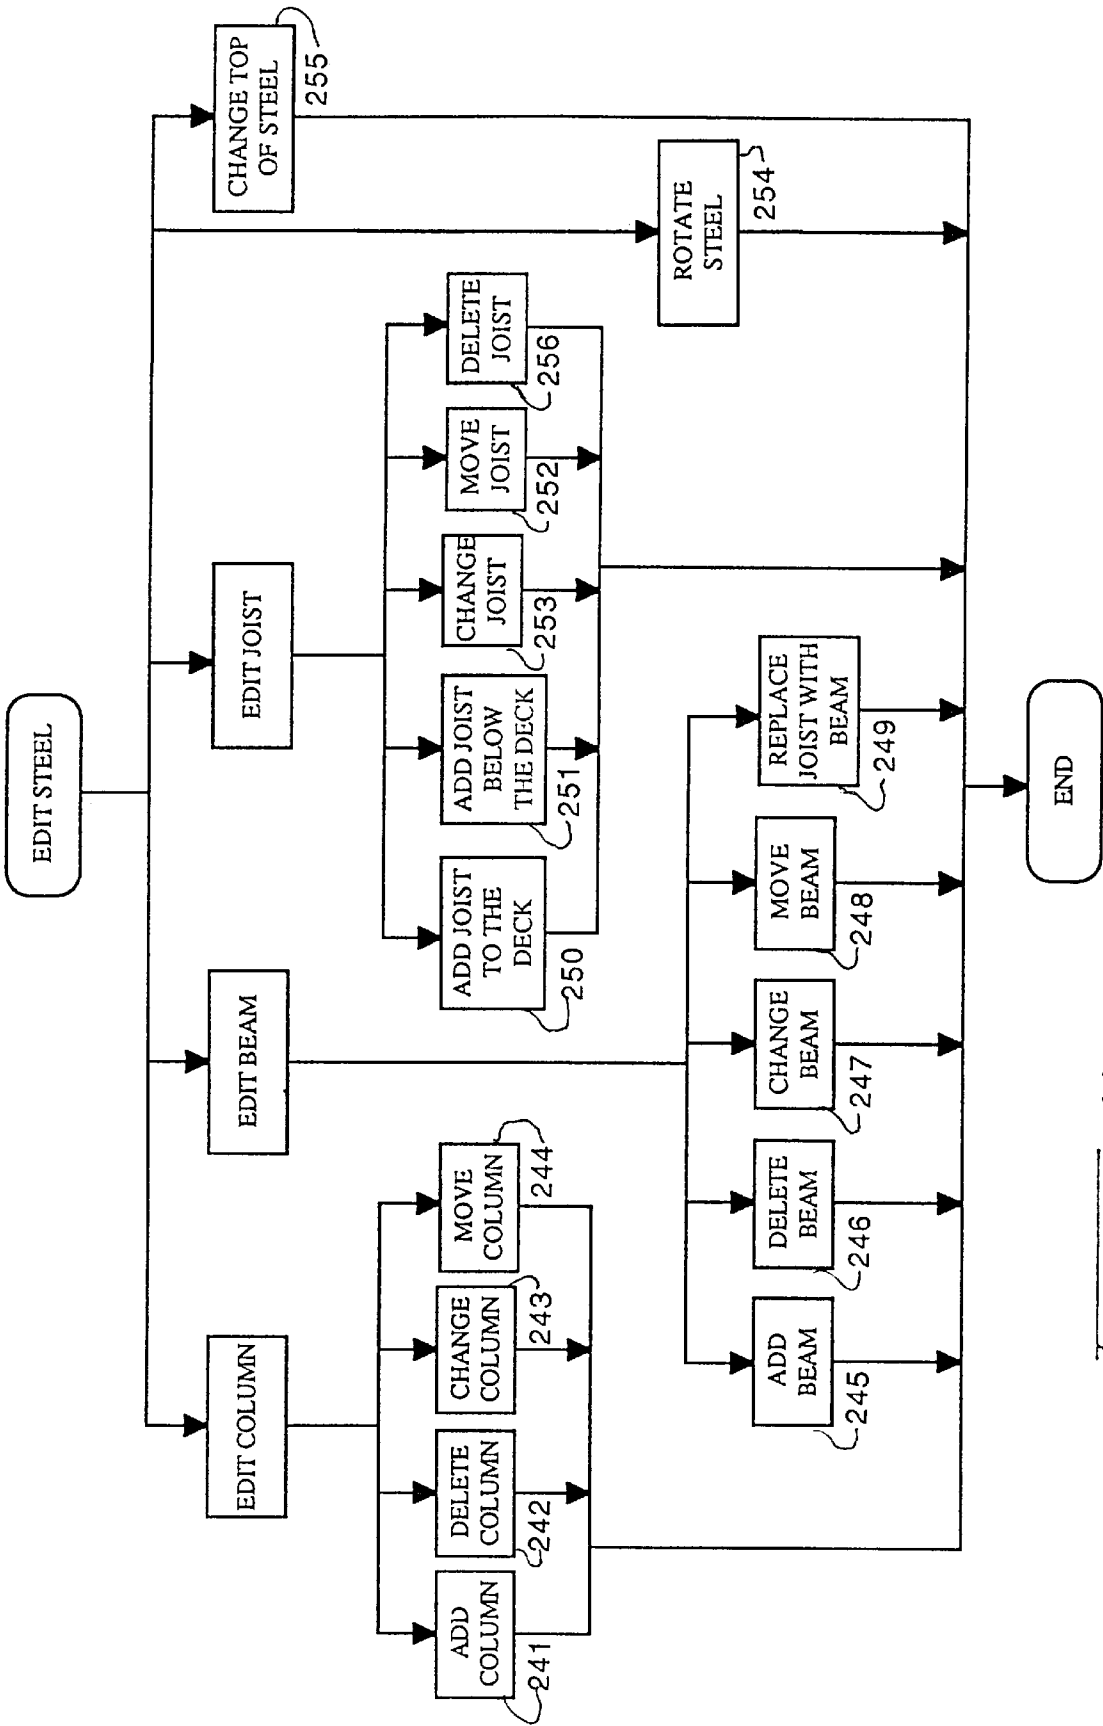 EDIT STEEL
EDIT COLUMN
EDIT BEAM
EDIT JOIST
CHANGE TOP
OF STEEL
255
ADD
COLUMN
241
DELETE
COLUMN
242
CHANGE
COLUMN
243
MOVE
COLUMN
244
ADD JOIST
TO THE
DECK
250
ADD JOIST
BELOW
THE DECK
251
CHANGE
JOIST
253
MOVE
JOIST
252
DELETE
JOIST
256
ROTATE
STEEL
254
ADD
BEAM
245
DELETE
BEAM
246
CHANGE
BEAM
247
MOVE
BEAM
248
REPLACE
JOIST WITH
BEAM
249
END